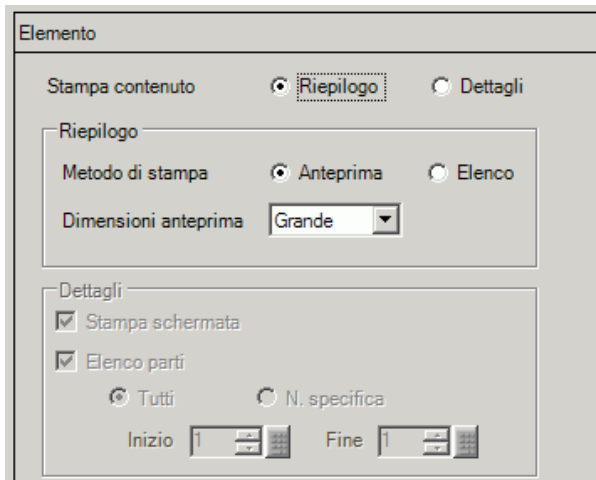 Elemento
Stampa contenuto Riepilogo Dettagli
Riepilogo
Metodo di stampa Anteprima Elenco
Dimensioni anteprima Grande
Dettagli
Stampa schermata
Elenco parti
Tutti N. specifica
Inizio 1 Fine 1